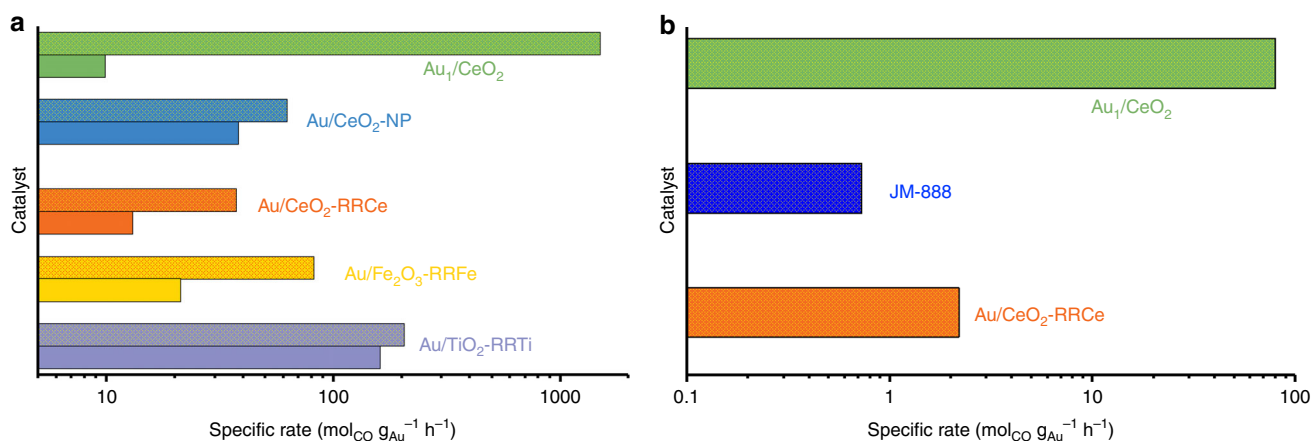 a
Catalyst
Au₁/CeO₂
Au/CeO₂-NP
Au/CeO₂-RRCe
Au/Fe₂O₃-RRFe
Au/TiO₂-RRTi
10 100 1000
Specific rate (molCO gAu⁻¹ h⁻¹)
b
Catalyst
Au₁/CeO₂
JM-888
Au/CeO₂-RRCe
0.1 1 10 100
Specific rate (molCO gAu⁻¹ h⁻¹)